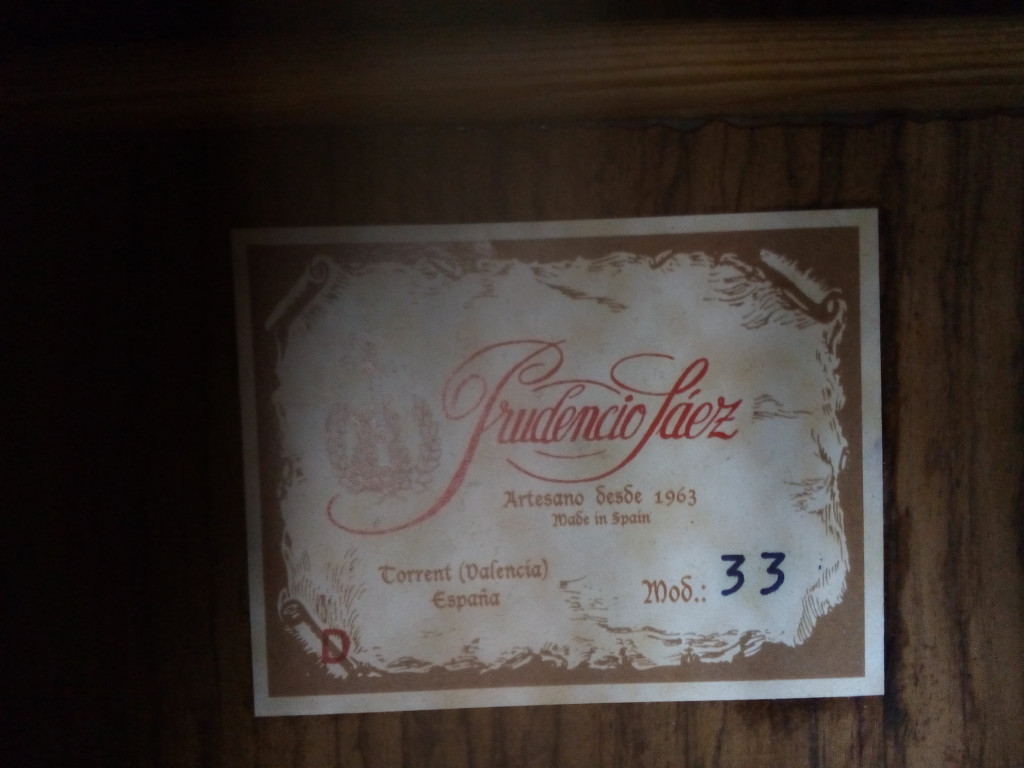 Prudencio Sáez
Artesano desde 1963
Made in Spain
Torrent (Valencia)
España
Mod.: 33
D